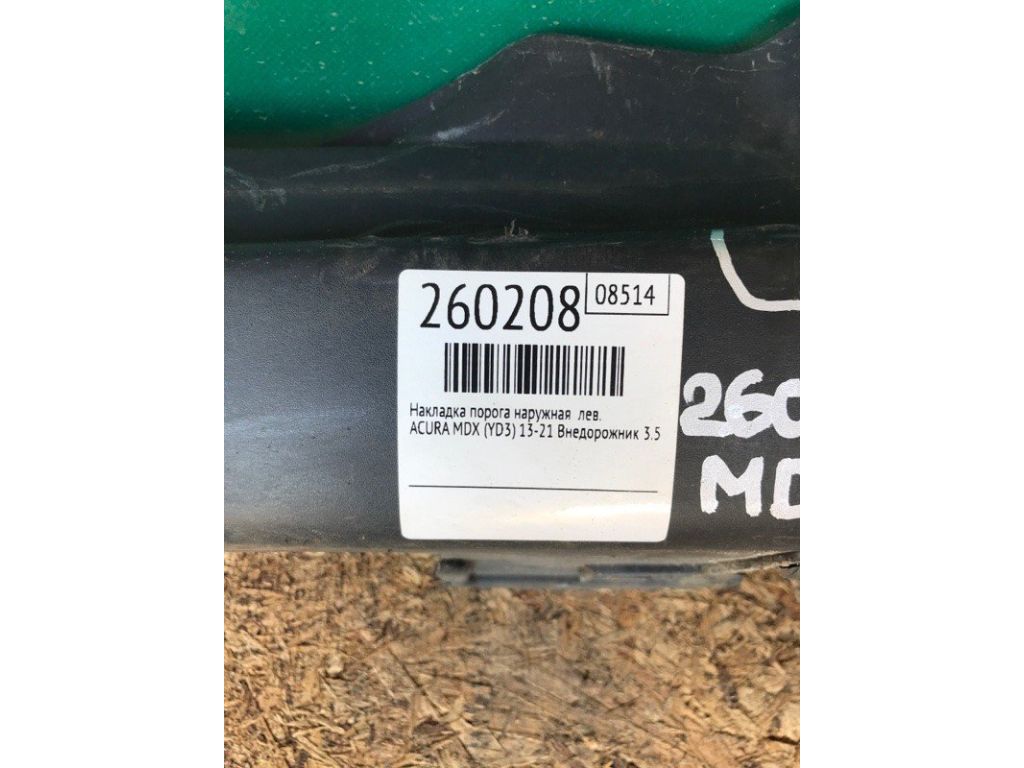 260208
08514
Накладка порога наружная лев.
ACURA MDX (YD3) 13-21 Внедорожник 3.5
260
MD